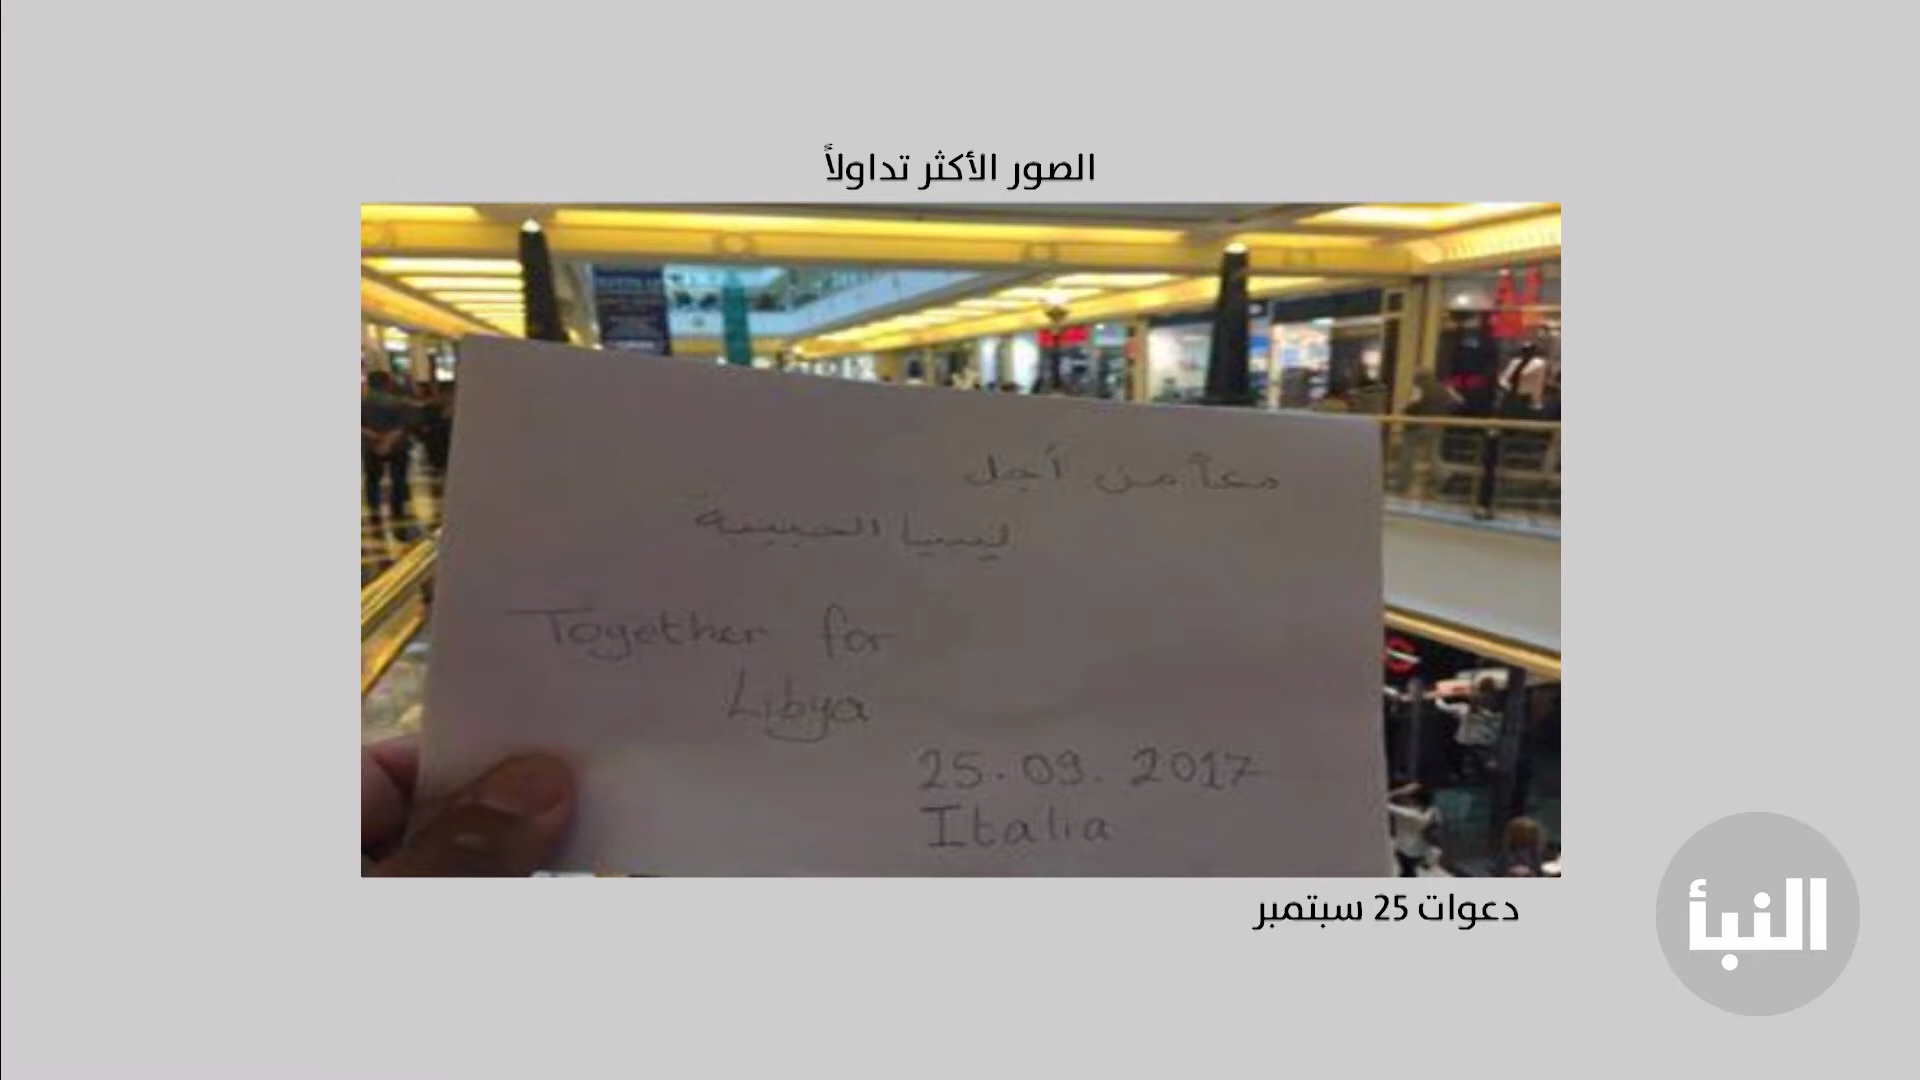 الصور الأكثر تداولاً
معاً من أجل
ليبيا الحبيبة
Together for
Libya
25.09.2017
Italia
دعوات 25 سبتمبر
النبأ